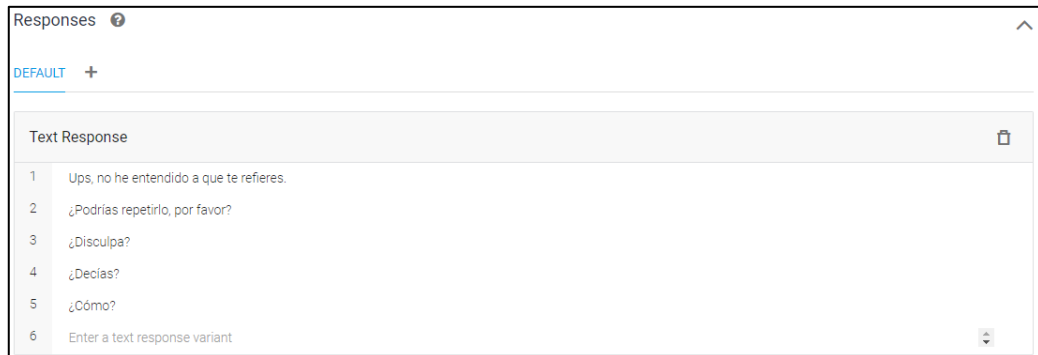 Responses
DEFAULT +
Text Response
1 Ups, no he entendido a que te refieres.
2 ¿Podrías repetirlo, por favor?
3 ¿Disculpa?
4 ¿Decías?
5 ¿Cómo?
6 Enter a text response variant